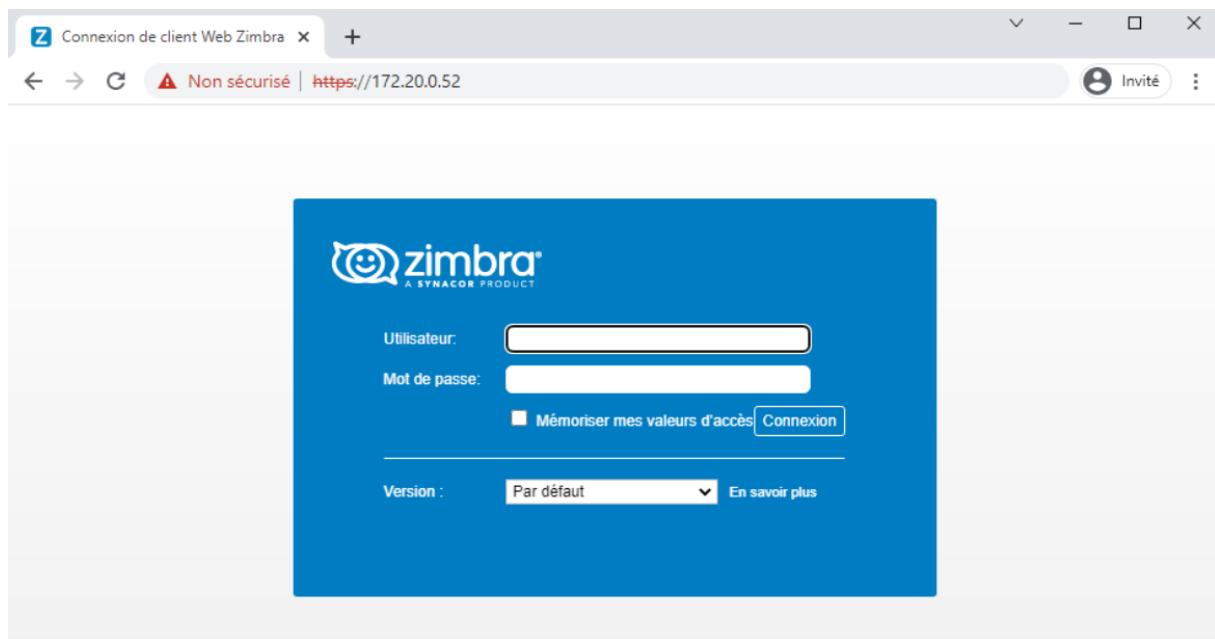 Connexion de client Web Zimbra
Non sécurisé | https://172.20.0.52
Invité
zimbra®
A SYNACOR PRODUCT
Utilisateur:
Mot de passe:
Mémoriser mes valeurs d'accès Connexion
Version : Par défaut En savoir plus